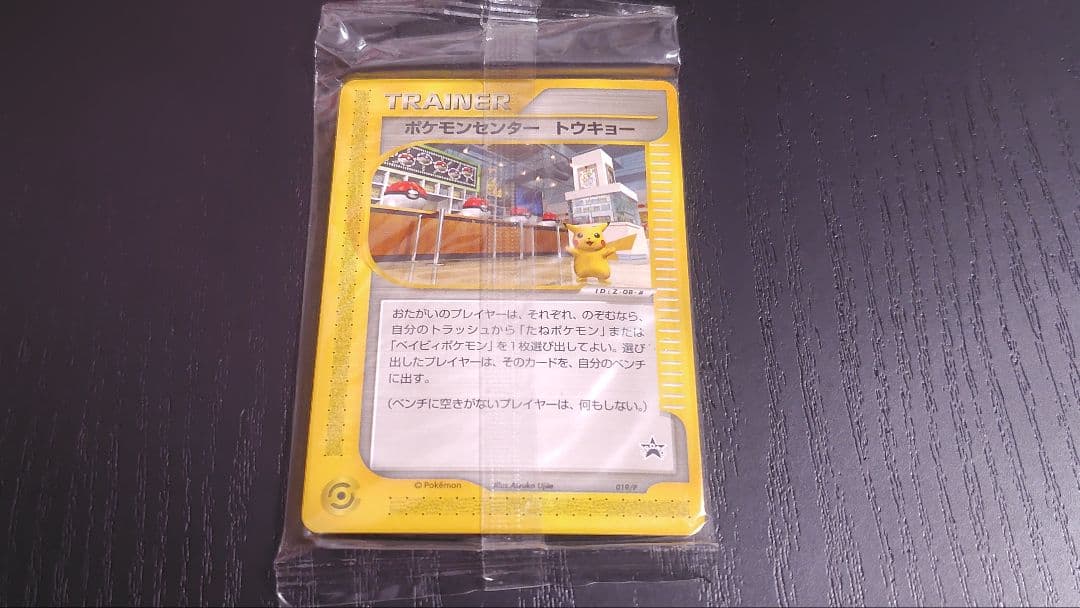 TRAINER
ポケモンセンター トウキョー
ID:Z-08-#
おたがいのプレイヤーは、それぞれ、のぞむなら、
自分のトラッシュから「たねポケモン」または
「ベイビィポケモン」を1枚選び出してよい。選び
出したプレイヤーは、そのカードを、自分のベンチ
に出す。
(ベンチに空きがないプレイヤーは、何もしない。)
© Pokémon
Illus Atsuko Ujiie
019/P